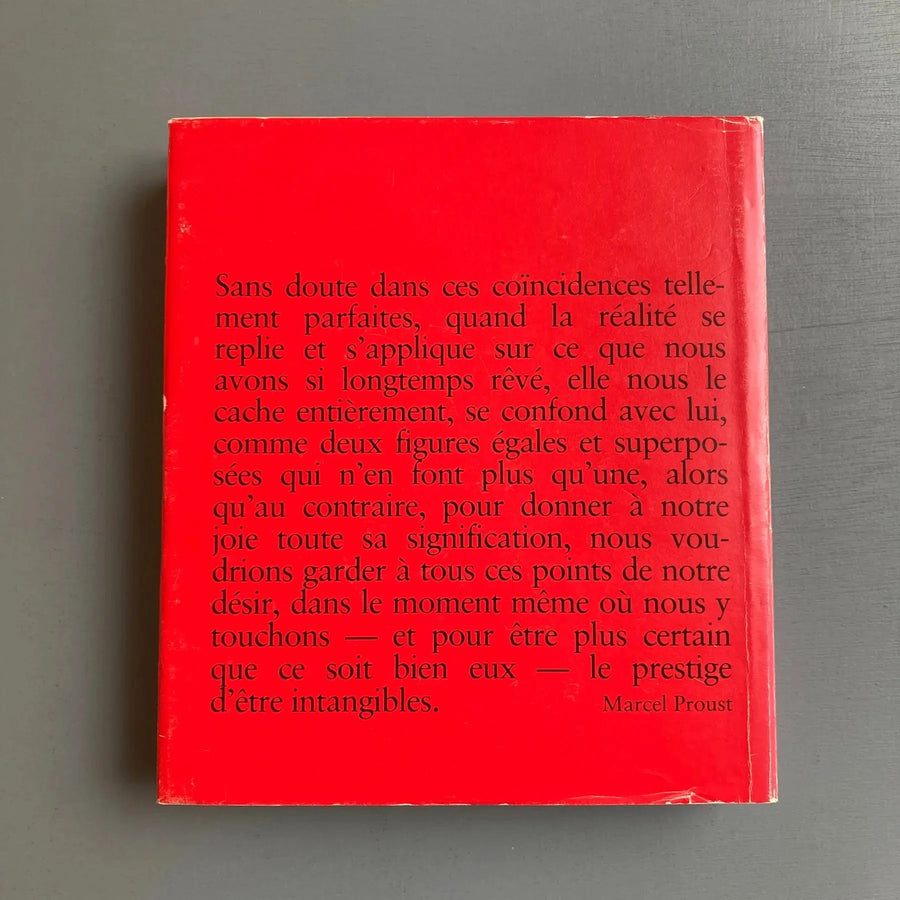 Sans doute dans ces coïncidences telle-
ment parfaites, quand la réalité se
replie et s'applique sur ce que nous
avons si longtemps rêvé, elle nous le
cache entièrement, se confond avec lui,
comme deux figures égales et superpo-
sées qui n'en font plus qu'une, alors
qu'au contraire, pour donner à notre
joie toute sa signification, nous vou-
drions garder à tous ces points de notre
désir, dans le moment même où nous y
touchons — et pour être plus certain
que ce soit bien eux — le prestige
d'être intangibles. Marcel Proust